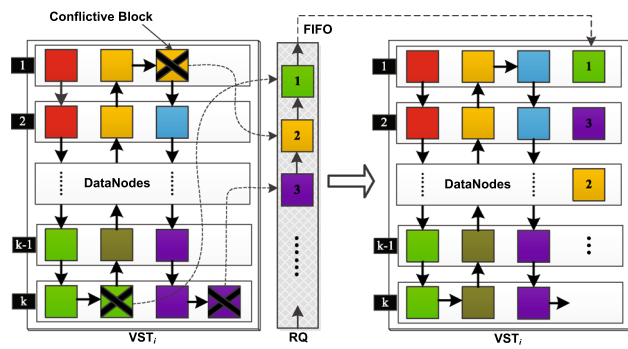 Conflictive Block
FIFO
1
2
DataNodes
k-1
k
VSTi
1
2
3
RQ
1
1
2
3
2
DataNodes
k-1
k
VSTi